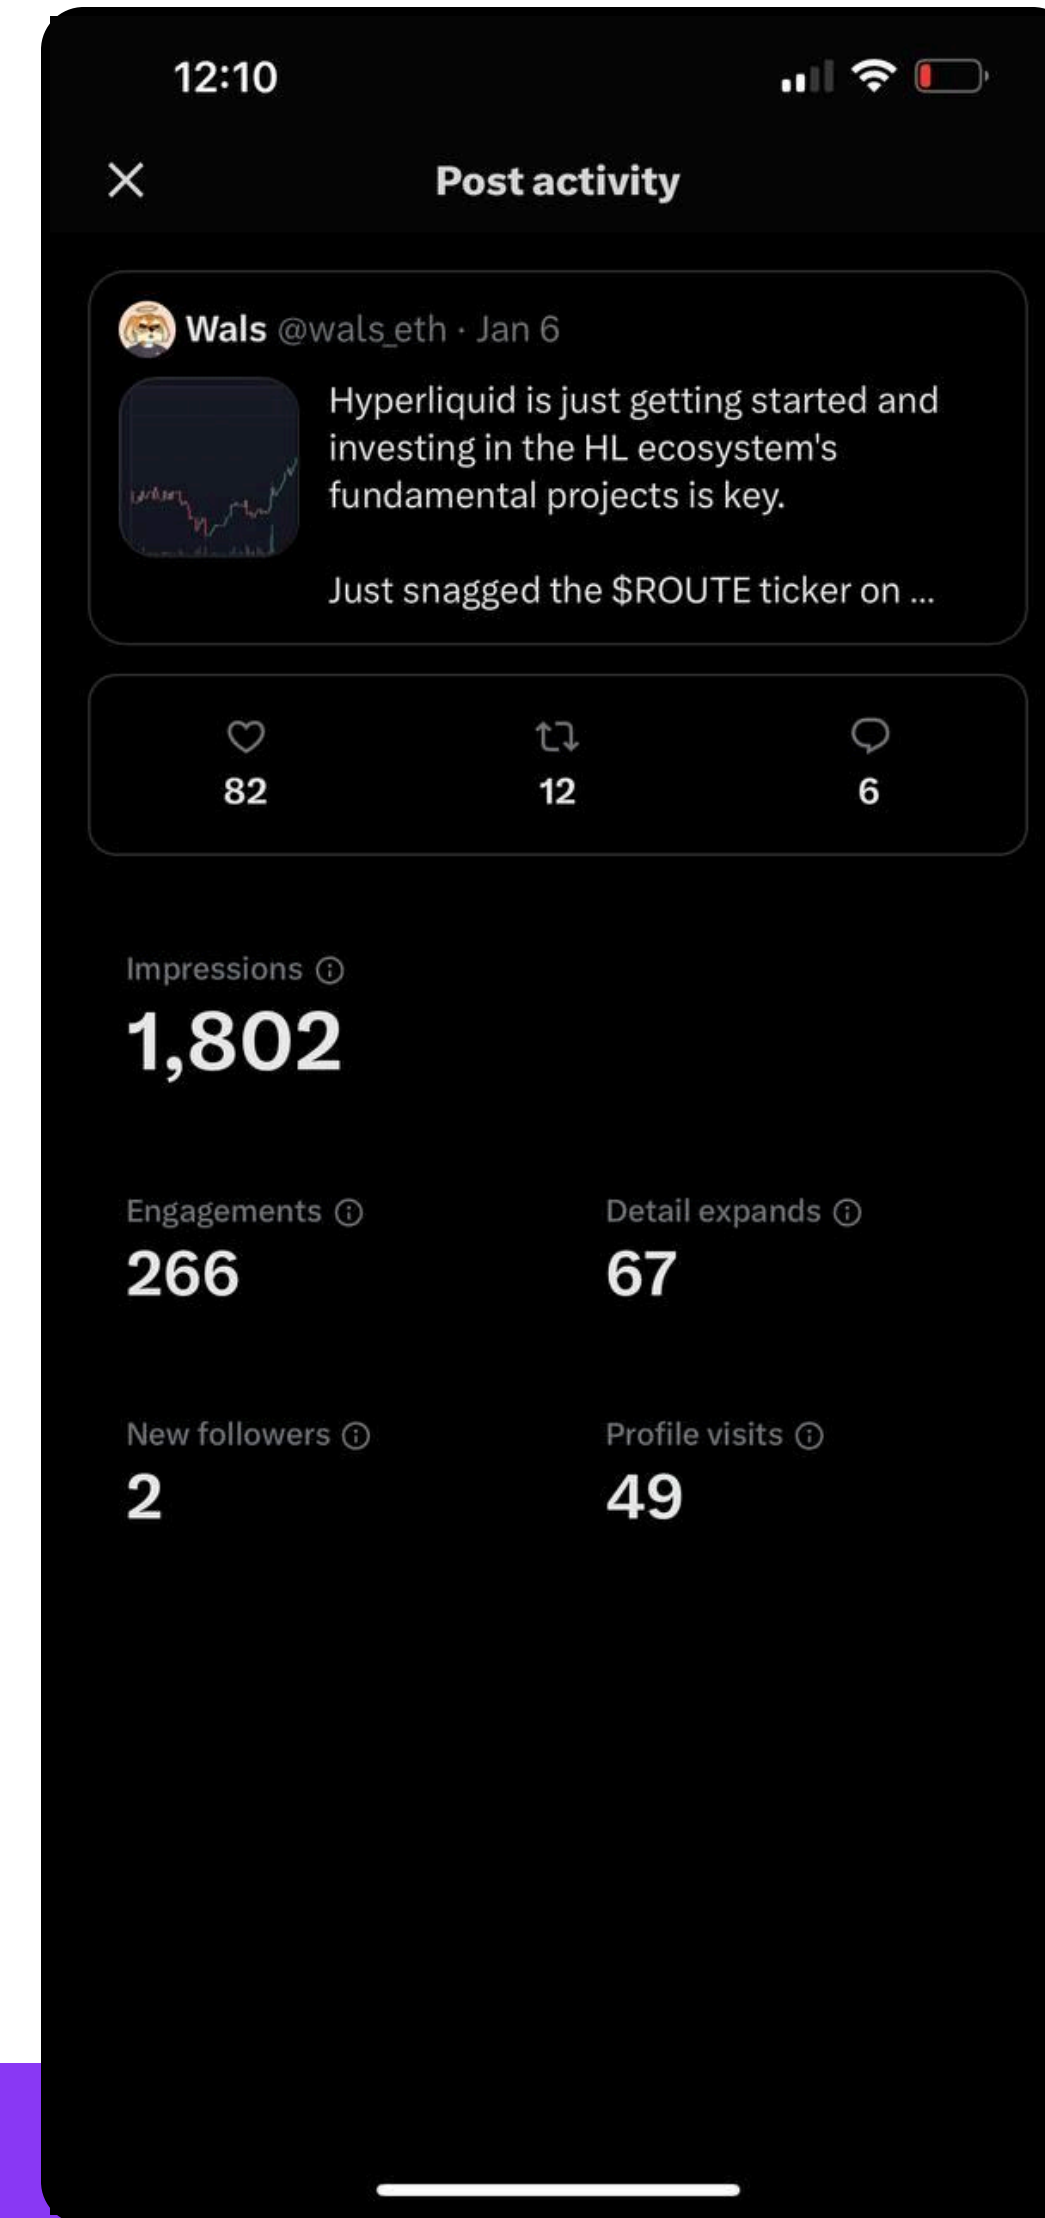 12:10
Post activity
Wals @wals_eth · Jan 6
Hyperliquid is just getting started and
investing in the HL ecosystem's
fundamental projects is key.
Just snagged the $ROUTE ticker on ...
82 12 6
Impressions
1,802
Engagements Detail expands
266 67
New followers Profile visits
2 49